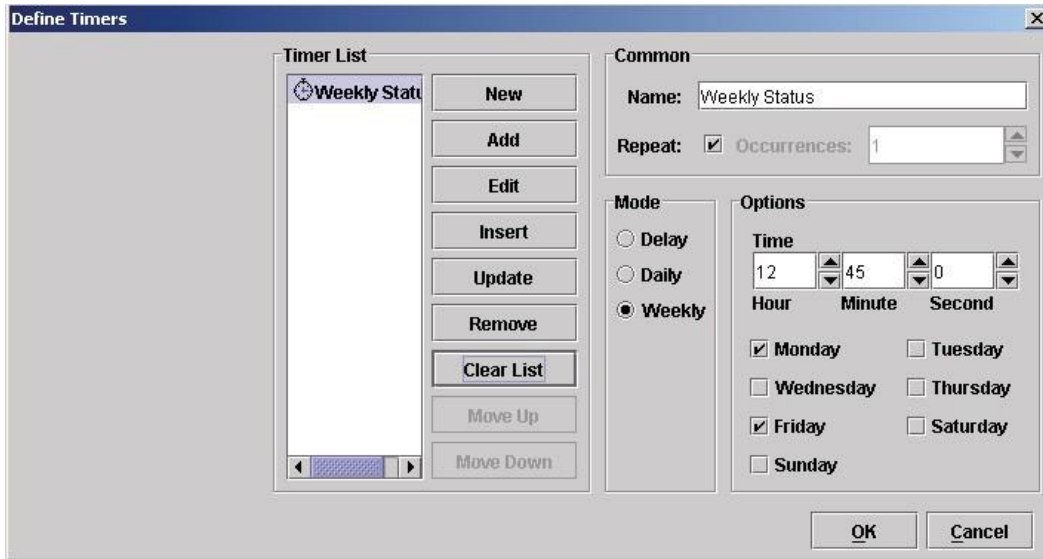 Define Timers
Timer List
Weekly Statu
New
Add
Edit
Insert
Update
Remove
Clear List
Move Up
Move Down
Common
Name: Weekly Status
Repeat: Occurrences: 1
Mode
Delay
Daily
Weekly
Options
Time
12 45 0
Hour Minute Second
Monday Tuesday
Wednesday Thursday
Friday Saturday
Sunday
OK Cancel